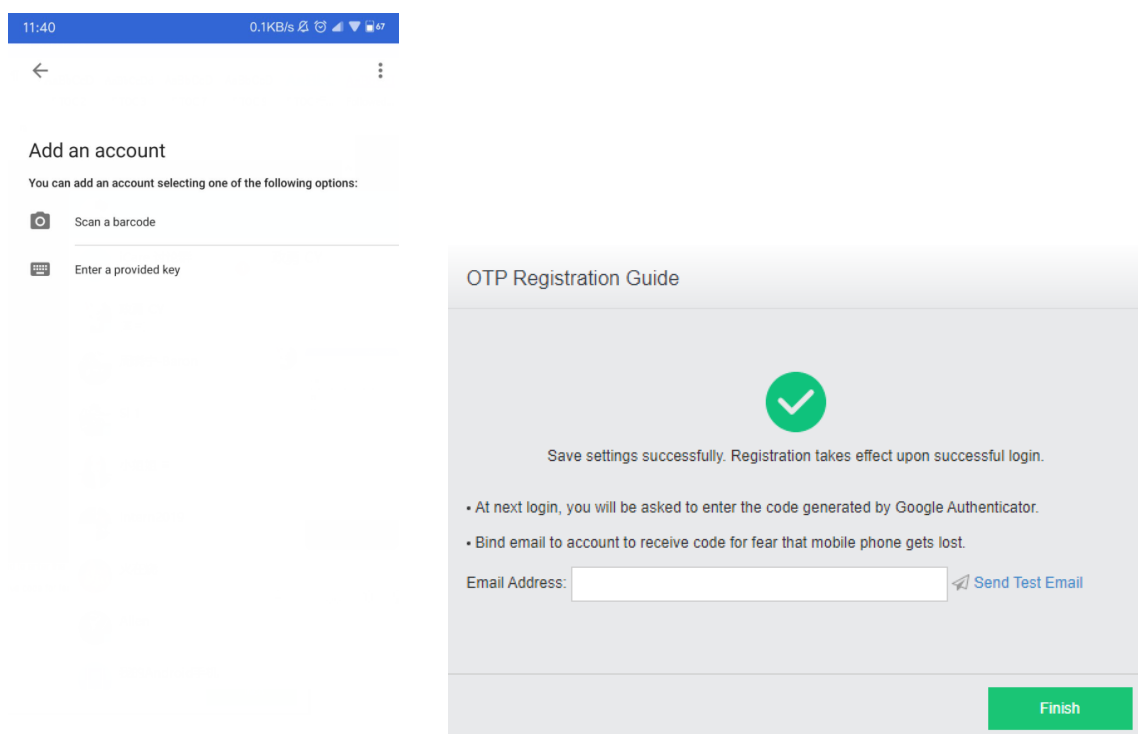 11:40
0.1KB/s 67
Add an account
You can add an account selecting one of the following options:
Scan a barcode
Enter a provided key
OTP Registration Guide
Save settings successfully. Registration takes effect upon successful login.
• At next login, you will be asked to enter the code generated by Google Authenticator.
• Bind email to account to receive code for fear that mobile phone gets lost.
Email Address:
Send Test Email
Finish